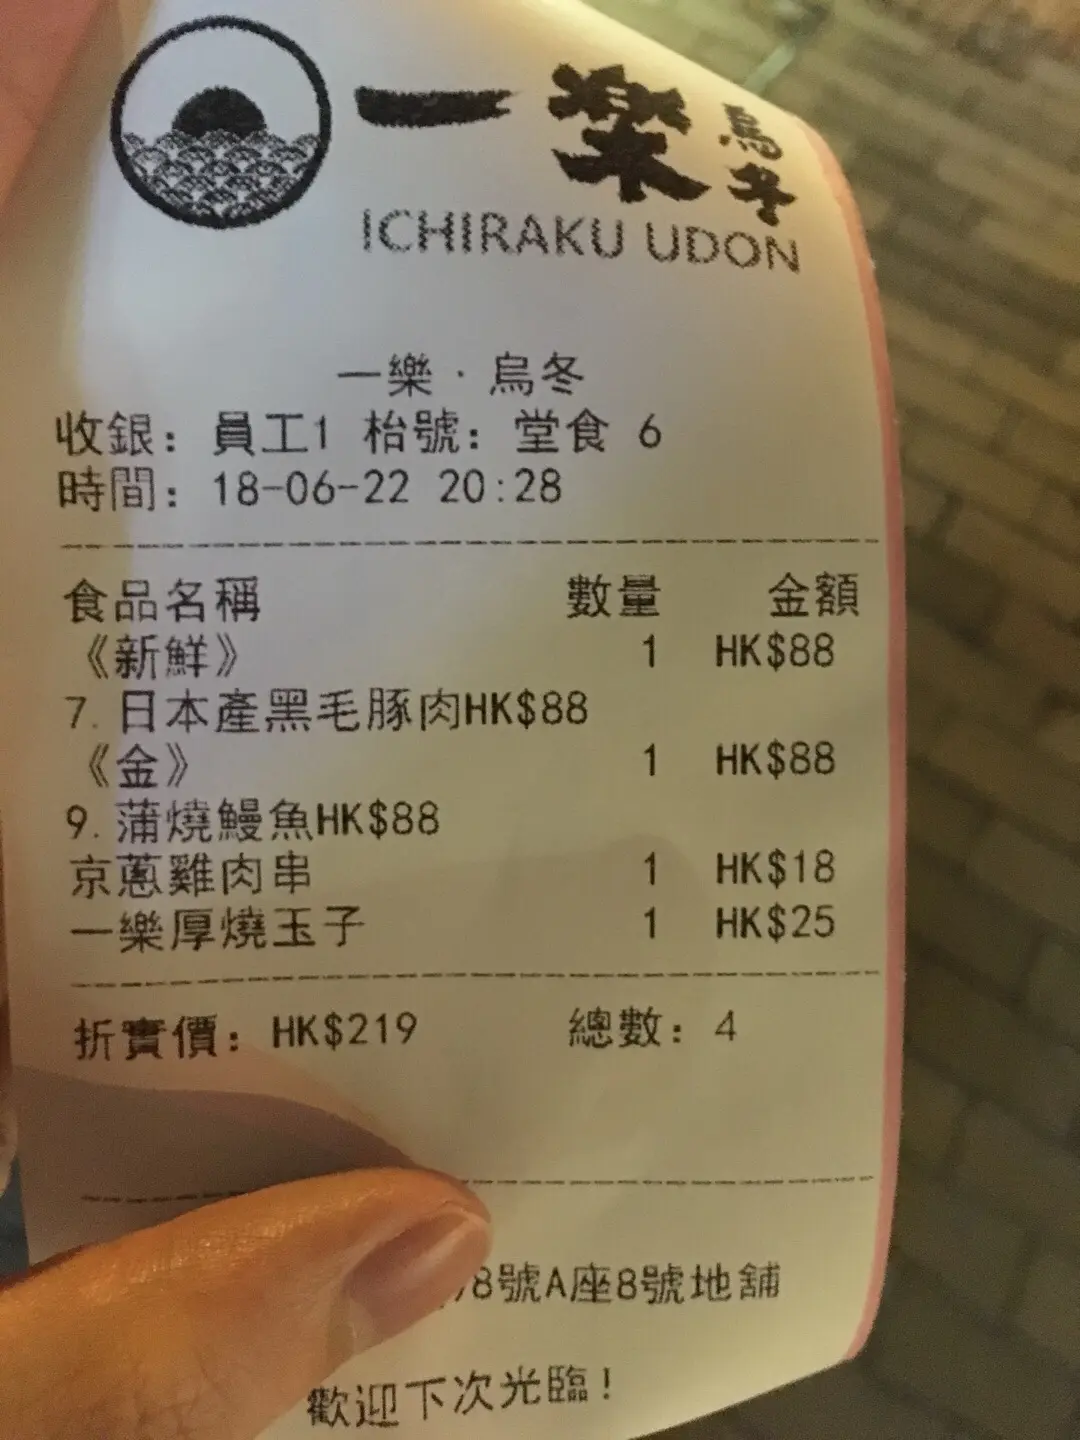 一樂 烏冬
ICHIRAKU UDON
一樂·烏冬
收銀：員工1 枱號：堂食 6
時間：18-06-22 20:28
食品名稱 數量 金額
《新鮮》 1 HK$88
7.日本產黑毛豚肉HK$88
《金》 1 HK$88
9.蒲燒鰻魚HK$88
京蔥雞肉串 1 HK$18
一樂厚燒玉子 1 HK$25
折實價：HK$219 總數：4
8號A座8號地舖
歡迎下次光臨！